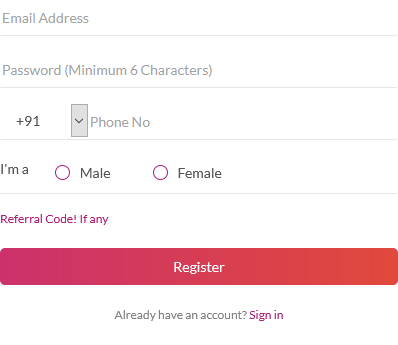 Email Address
Password (Minimum 6 Characters)
+91 Phone No
I'm a Male Female
Referral Code! If any
Register
Already have an account? Sign in